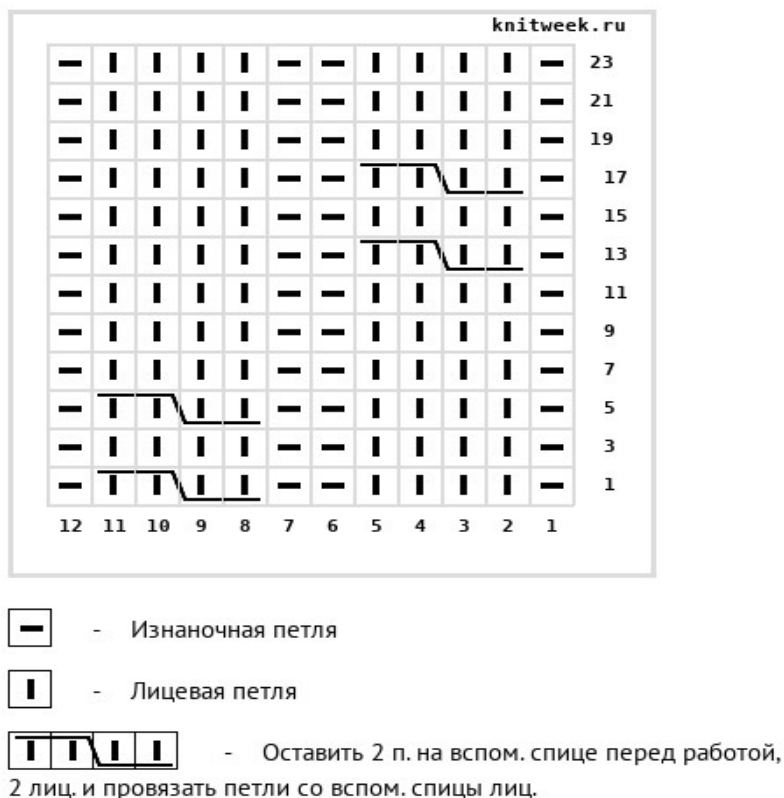 knitweek.ru
23
21
19
17
15
13
11
9
7
5
3
1
12 11 10 9 8 7 6 5 4 3 2 1
- Изнаночная петля
- Лицевая петля
- Оставить 2 п. на вспом. спице перед работой,
2 лиц. и провязать петли со вспом. спицы лиц.